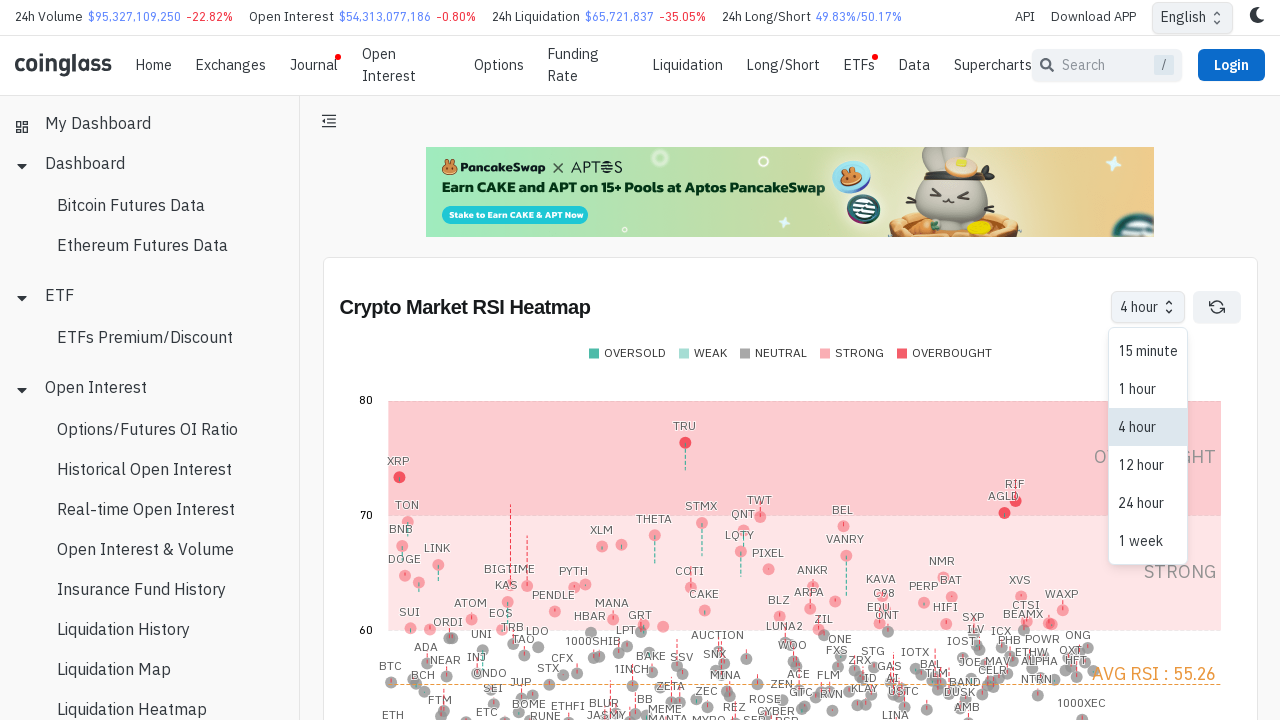 24h Volume $95,327,109,250 -22.82% Open Interest $54,313,077,186 -0.80% 24h Liquidation $65,721,837 -35.05% 24h Long/Short 49.83%/50.17% API Download APP English
coinglass Home Exchanges Journal Open Interest Options Funding Rate Liquidation Long/Short ETFs Data Supercharts Search / Login
My Dashboard
Dashboard
Bitcoin Futures Data
Ethereum Futures Data
ETF
ETFs Premium/Discount
Open Interest
Options/Futures OI Ratio
Historical Open Interest
Real-time Open Interest
Open Interest & Volume
Insurance Fund History
Liquidation History
Liquidation Map
Liquidation Heatmap
PancakeSwap X APTOS
Earn CAKE and APT on 15+ Pools at Aptos PancakeSwap
Stake to Earn CAKE & APT Now
Crypto Market RSI Heatmap
4 hour
15 minute
1 hour
4 hour
12 hour
24 hour
1 week
OVERSOLD WEAK NEUTRAL STRONG OVERBOUGHT
80
TRU
XRP
RIF
AGLD
TON
STMX
TWT
BEL
70
QNT
THETA
BNB
XLM
LQTY
VANRY
LINK
PIXEL
DOGE
NMR
BIGTIME
PYTH
COTI
ANKR
STRONG
KAS
KAVA
BAT
XVS
PERP
PENDLE
CAKE
ARPA
C98
WAXP
ATOM
MANA
BLZ
EDU
HIFI
CTSI
SUI
EOS
HBAR
GRT
ZIL
ONT
SXP
BEAMX
ORDI
TRB
LUNA2
60
UNI
LDO
LPT
AUCTION
ILV
ICX
TAO
1000SHIB
ONE
IOST
PHB
POWR
ONG
ADA
WOO
FXS
STG
IOTX
ETHW
OXT
NEAR
INJ
CFX
BAKE
SSV
SNX
ZRX
JOE
MAV
ALPHA
HFT
BTC
BCH
ONDO
STX
1INCH
MINA
ACE
FLM
GAS
BAL
TLM
CELR
NTRN
AVG RSI : 55.26
JUP
SEI
ZETA
ZEC
ZEN
GTC
RVN
ID
AI
KLAY
USTC
BAND
DUSK
FTM
BOME
ETHFI
BLUR
BB
MEME
REZ
ROSE
AMB
1000XEC
ETH
ETC
RUNE
JASMY
MANTA
MYRO
CYBER
LINA